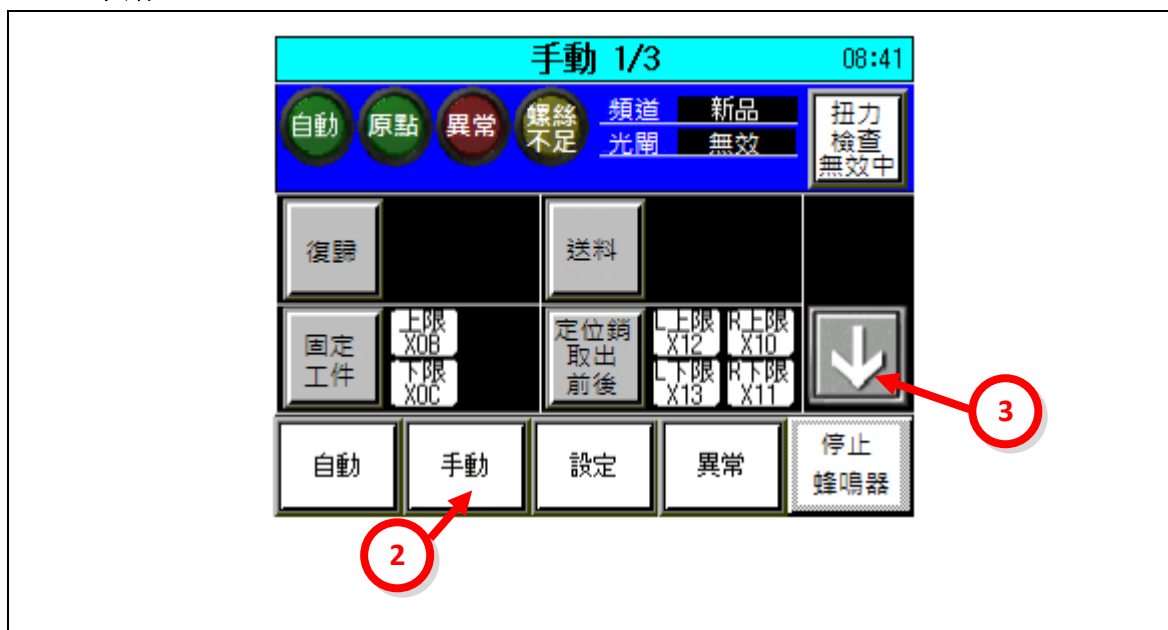 手動 1/3
08:41
自動
原點
異常
螺絲
不足
頻道 新品
光閘 無效
扭力
檢查
無效中
復歸
送料
固定
工件
上限
X0B
下限
X0C
定位銷
取出
前後
L上限
X12
R上限
X10
L下限
X13
R下限
X11
3
自動
手動
設定
異常
停止
蜂鳴器
2